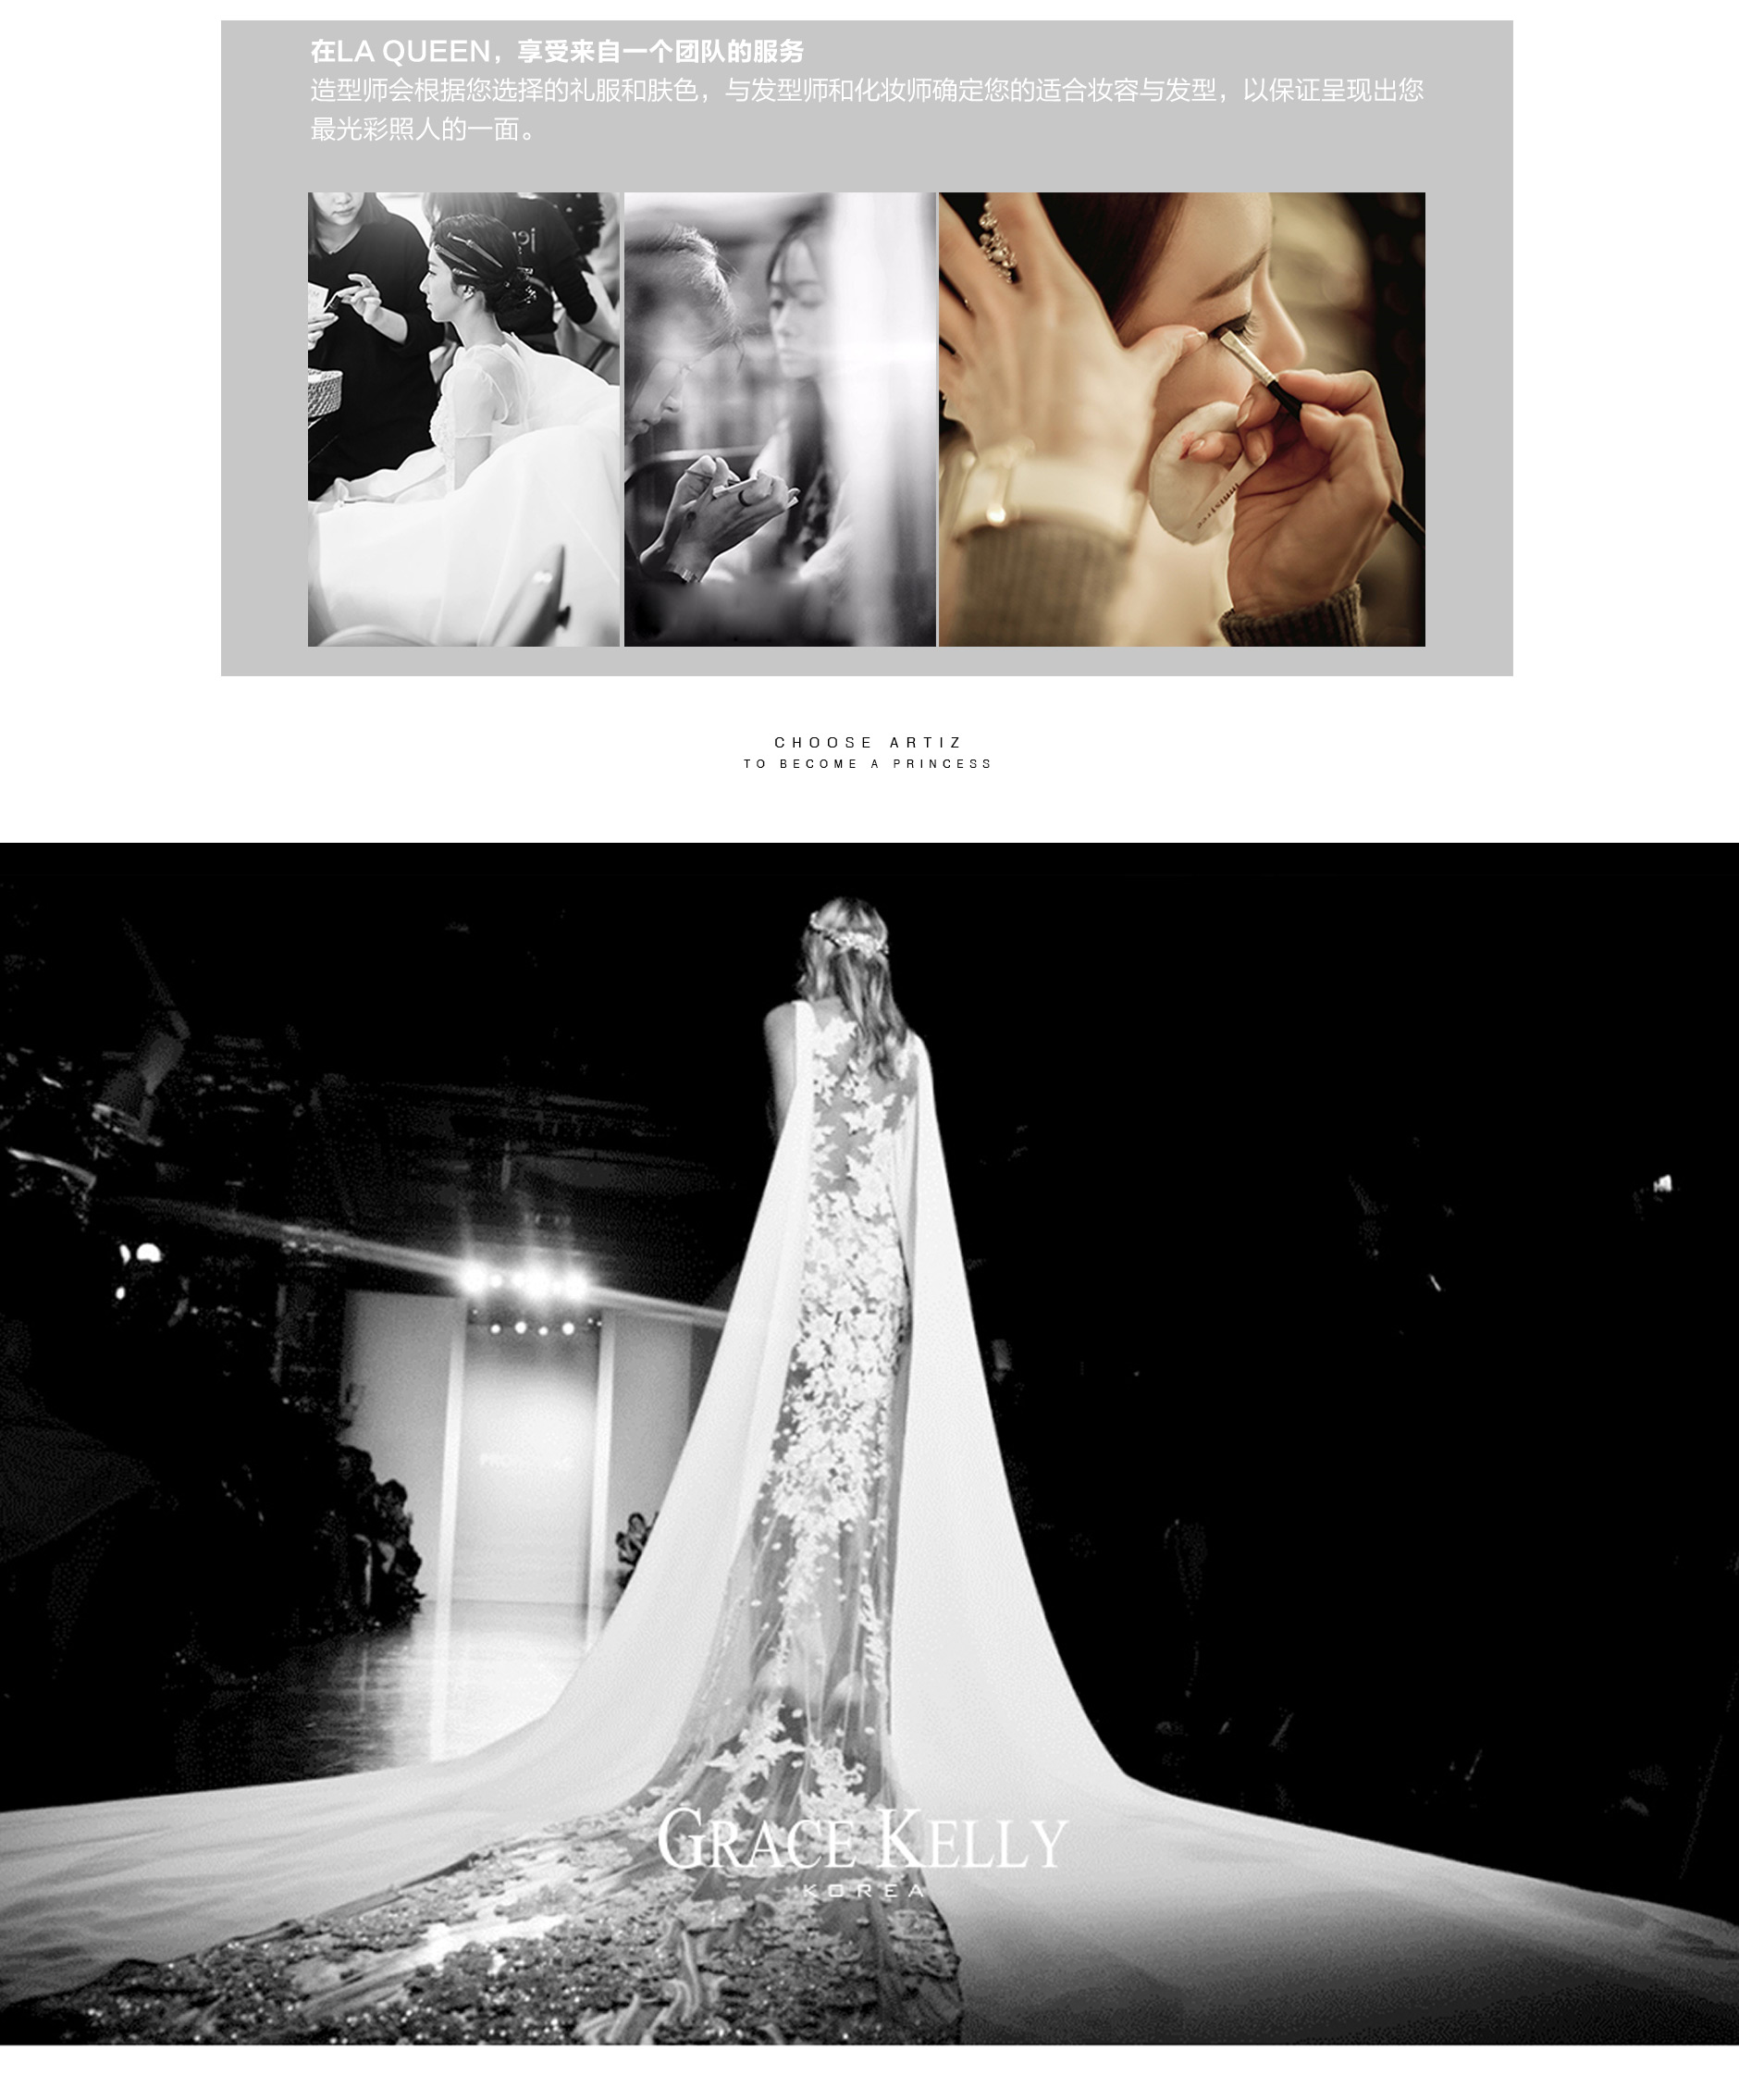 在LA QUEEN，享受来自一个团队的服务
造型师会根据您选择的礼服和肤色，与发型师和化妆师确定您的适合妆容与发型，以保证呈现出您
最光彩照人的一面。
CHOOSE ARTIZ
TO BECOME A PRINCESS
GRACE KELLY
KOREA